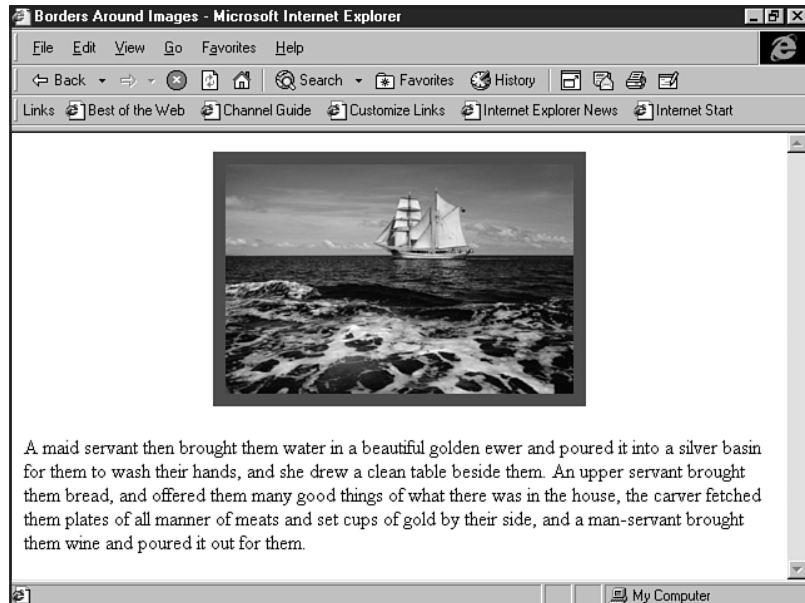 Borders Around Images - Microsoft Internet Explorer
File Edit View Go Favorites Help
Back Search Favorites History
Links Best of the Web Channel Guide Customize Links Internet Explorer News Internet Start
A maid servant then brought them water in a beautiful golden ewer and poured it into a silver basin
for them to wash their hands, and she drew a clean table beside them. An upper servant brought
them bread, and offered them many good things of what there was in the house, the carver fetched
them plates of all manner of meats and set cups of gold by their side, and a man-servant brought
them wine and poured it out for them.
My Computer